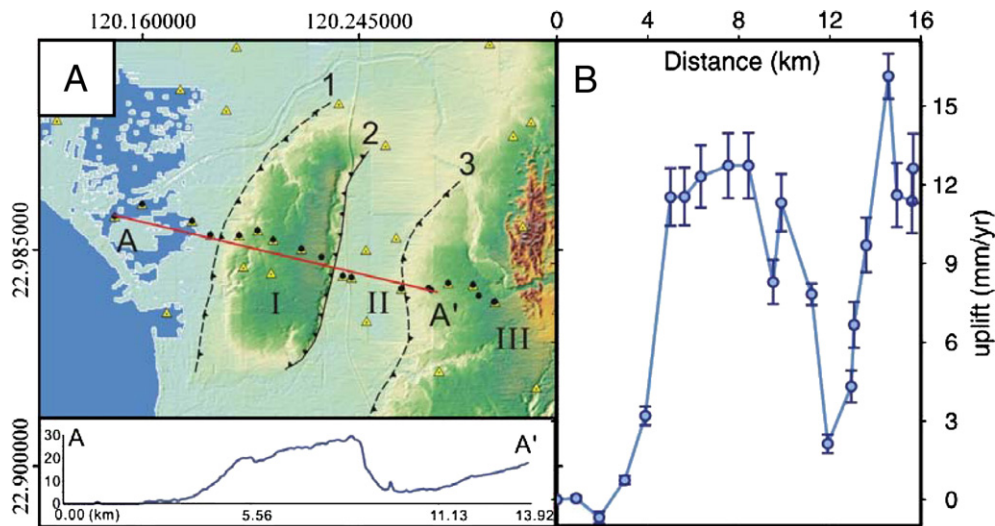 120.160000 120.245000
0 4 8 12 16
A
B
Distance (km)
1
2
3
22.985000
22.900000
A
A'
I
II
III
15
12
9
6
3
0
uplift (mm/yr)
A
A'
30
20
10
0
0.00 (km) 5.56 11.13 13.92